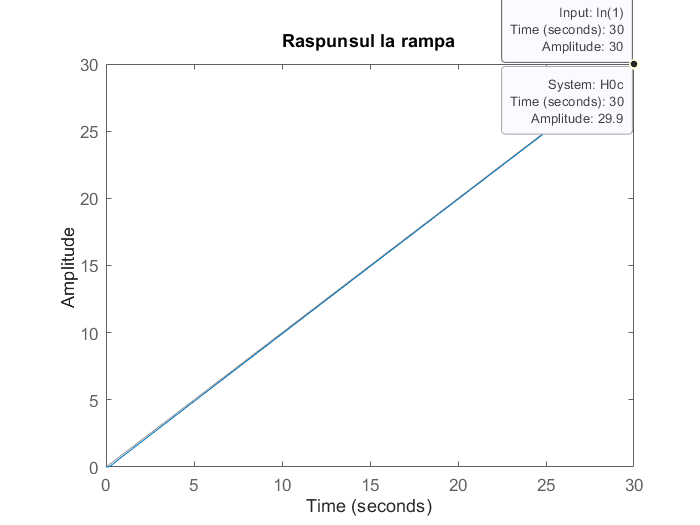 Input: In(1)
Time (seconds): 30
Amplitude: 30
Raspunsul la rampa
System: H0c
Time (seconds): 30
Amplitude: 29.9
30
25
20
15
10
5
0
Amplitude
0 5 10 15 20 25 30
Time (seconds)